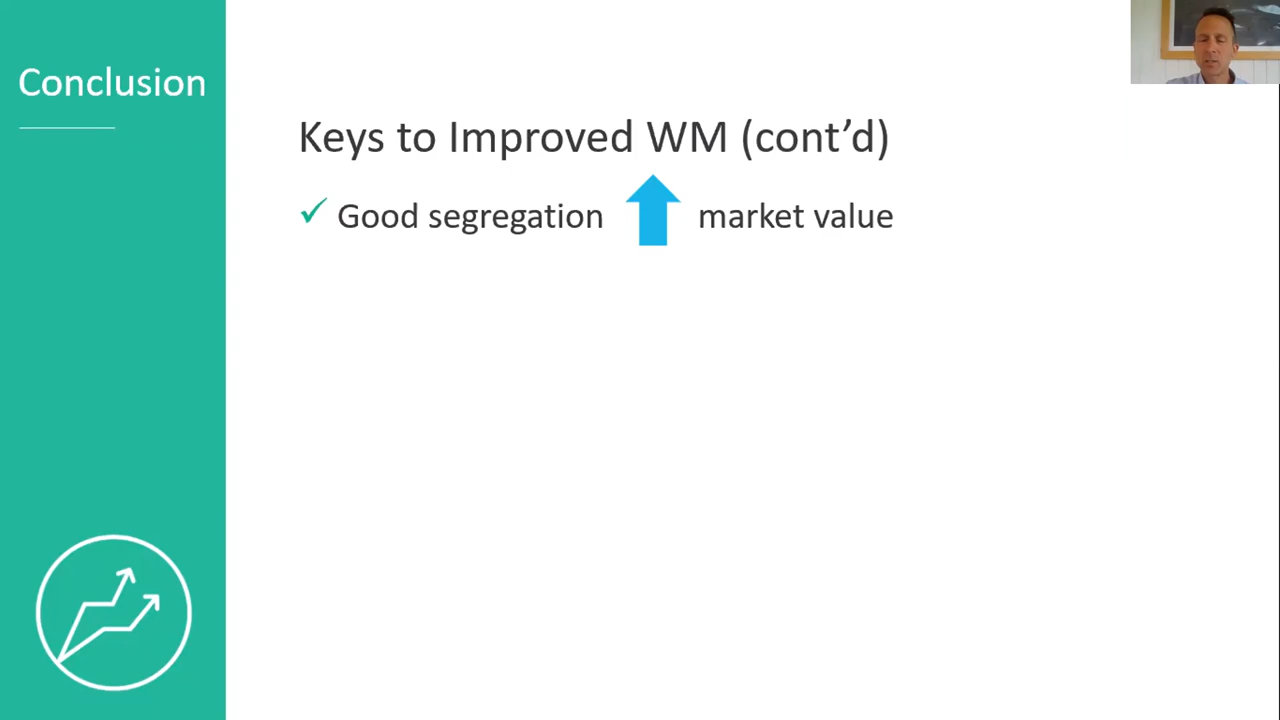 Conclusion
Keys to Improved WM (cont’d)
Good segregation market value